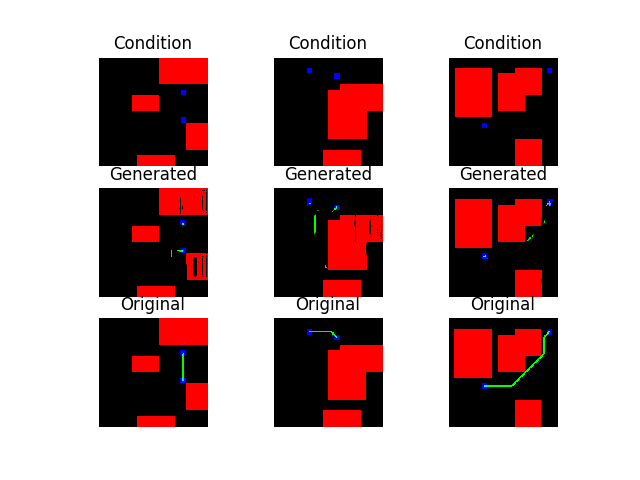 Condition Condition Condition
Generated Generated Generated
Original Original Original